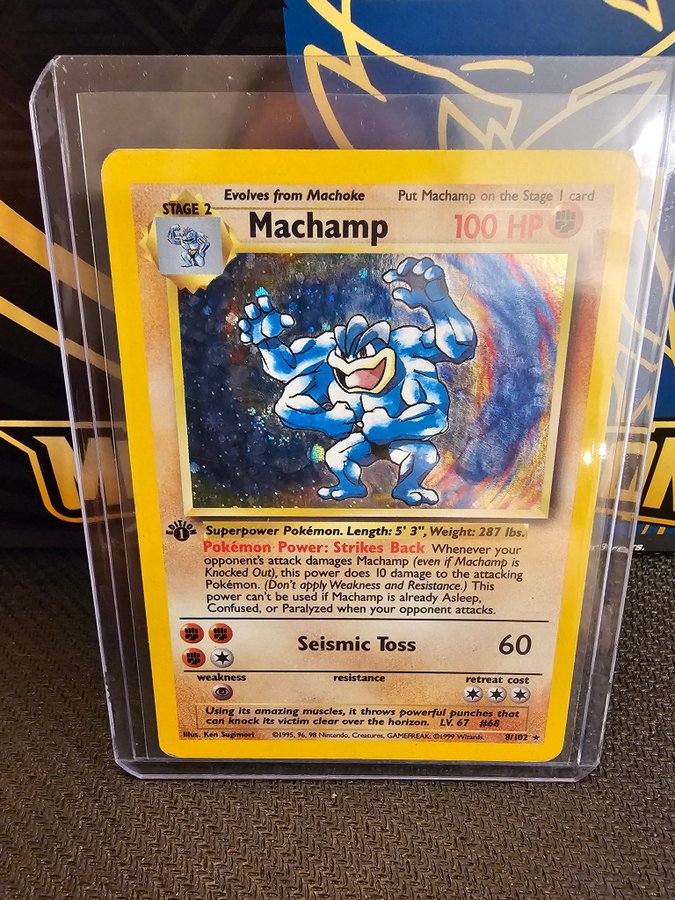 Evolves from Machoke Put Machamp on the Stage 1 card
STAGE 2
Machamp 100 HP
EDITION
1
Superpower Pokémon. Length: 5' 3", Weight: 287 lbs.
Pokémon Power: Strikes Back Whenever your
opponent's attack damages Machamp (even if Machamp is
Knocked Out), this power does 10 damage to the attacking
Pokémon. (Don't apply Weakness and Resistance.) This
power can't be used if Machamp is already Asleep,
Confused, or Paralyzed when your opponent attacks.
Seismic Toss 60
weakness resistance retreat cost
Using its amazing muscles, it throws powerful punches that
can knock its victim clear over the horizon. LV. 67 #68
Illus. Ken Sugimori ©1995, 96, 98 Nintendo, Creatures, GAMEFREAK. ©1999 Wizards. 8/102 ★